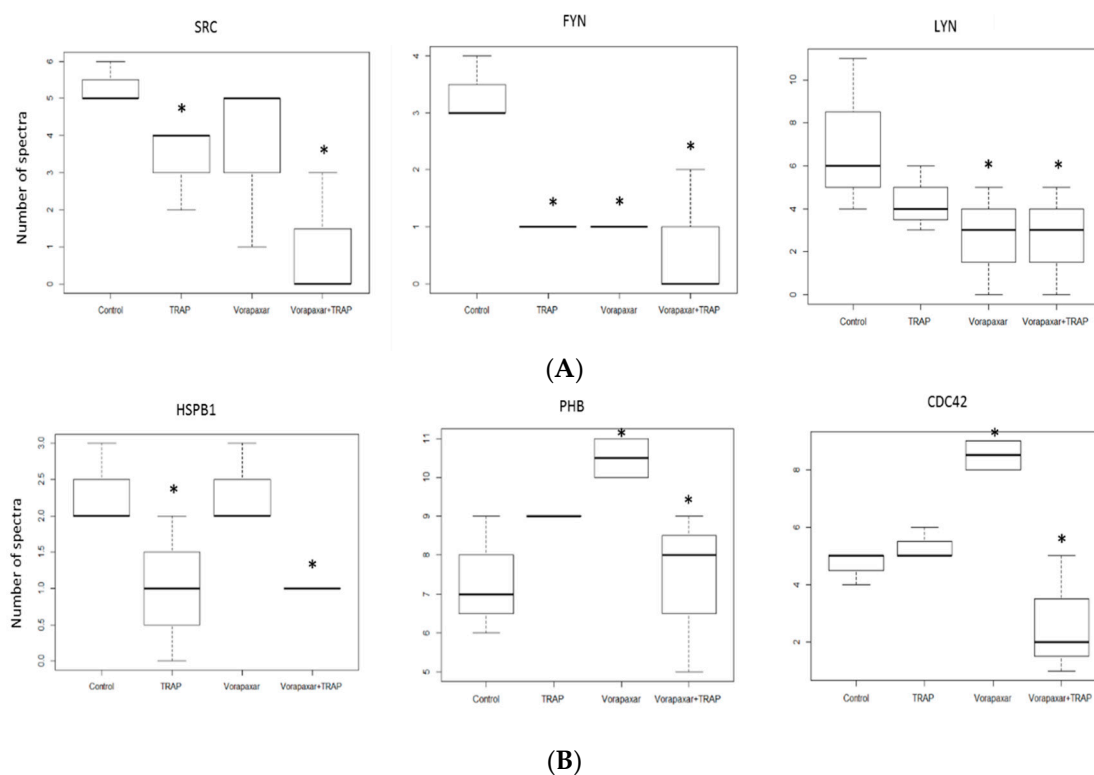 SRC
FYN
LYN
Number of spectra
6
5
4
3
2
1
0
*
*
Control
TRAP
Vorapaxar
Vorapaxar+TRAP
4
3
2
1
0
*
*
*
Control
TRAP
Vorapaxar
Vorapaxar+TRAP
10
8
6
4
2
0
*
*
Control
TRAP
Vorapaxar
Vorapaxar+TRAP
(A)
HSPB1
PHB
CDC42
Number of spectra
3.0
2.5
2.0
1.5
1.0
0.5
0.0
*
*
Control
TRAP
Vorapaxar
Vorapaxar+TRAP
11
10
9
8
7
6
5
*
*
Control
TRAP
Vorapaxar
Vorapaxar+TRAP
8
6
4
2
*
*
Control
TRAP
Vorapaxar
Vorapaxar+TRAP
(B)